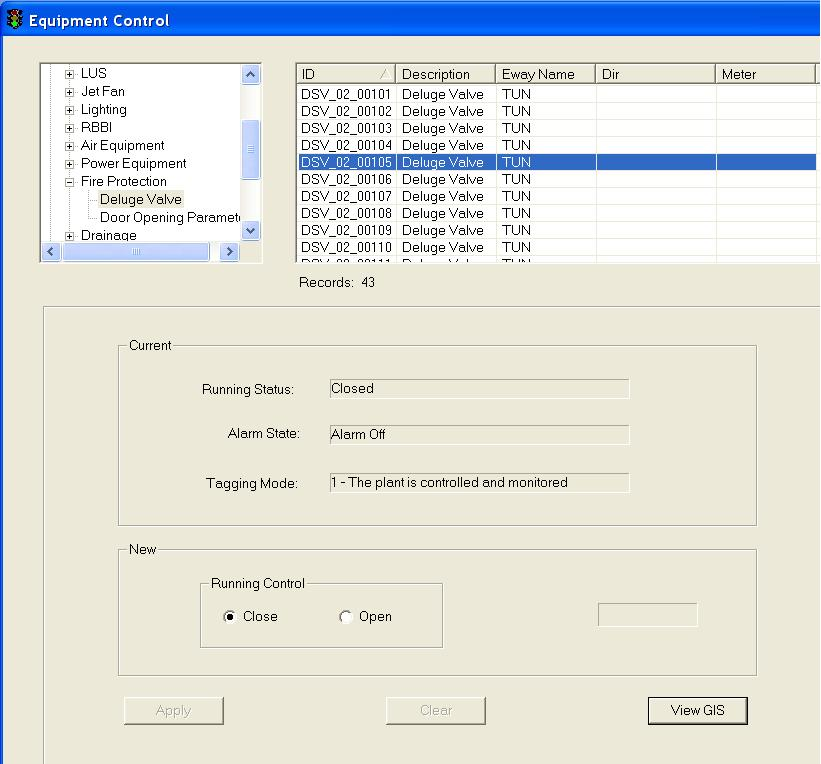 Equipment Control
LUS
Jet Fan
Lighting
RBBI
Air Equipment
Power Equipment
Fire Protection
Deluge Valve
Door Opening Paramet
Drainage
ID Description Eway Name Dir Meter
DSV_02_00101 Deluge Valve TUN
DSV_02_00102 Deluge Valve TUN
DSV_02_00103 Deluge Valve TUN
DSV_02_00104 Deluge Valve TUN
DSV_02_00105 Deluge Valve TUN
DSV_02_00106 Deluge Valve TUN
DSV_02_00107 Deluge Valve TUN
DSV_02_00108 Deluge Valve TUN
DSV_02_00109 Deluge Valve TUN
DSV_02_00110 Deluge Valve TUN
Records: 43
Current
Running Status: Closed
Alarm State: Alarm Off
Tagging Mode: 1 - The plant is controlled and monitored
New
Running Control
Close Open
Apply Clear View GIS